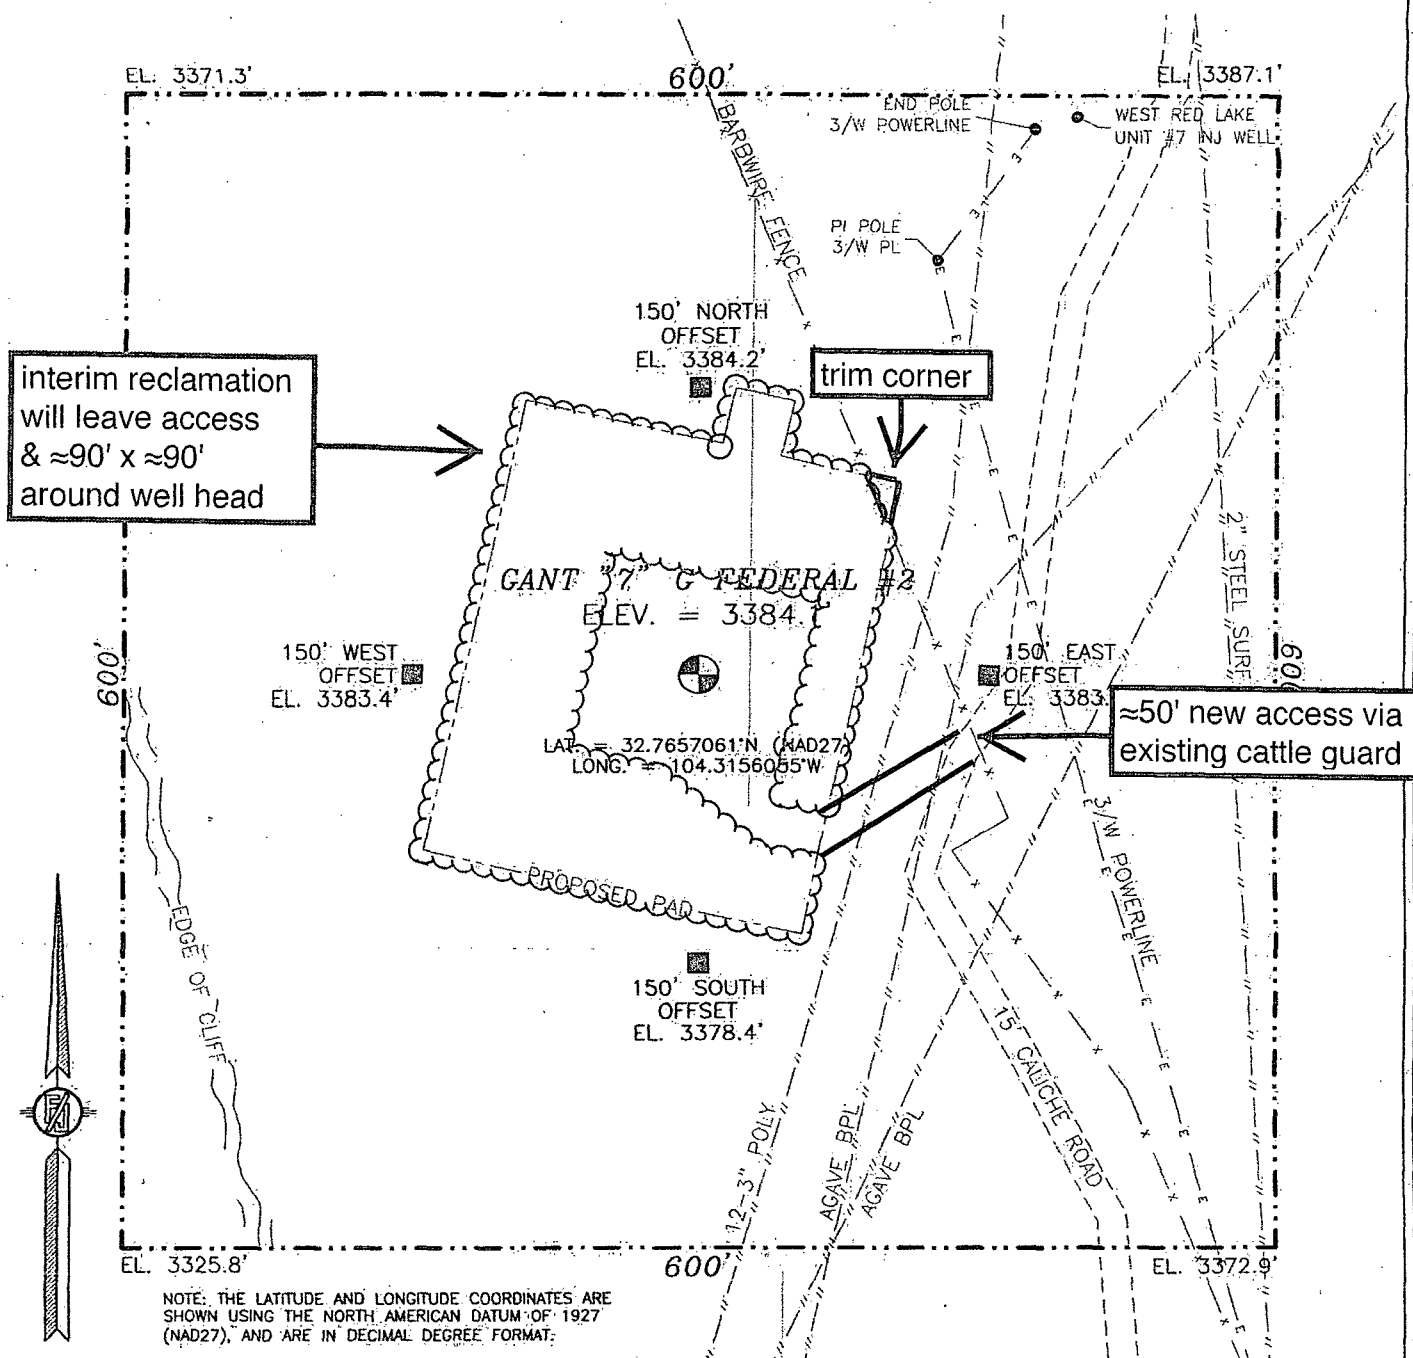 EL. 3371.3'
600'
EL. 3387.1'
END POLE
3/W POWERLINE
WEST RED LAKE
UNIT #7 INJ WELL
BARBWIRE FENCE
PI POLE
3/W PL
150' NORTH
OFFSET
EL. 3384.2'
interim reclamation
will leave access
& ≈90' x ≈90'
around well head
trim corner
2" STEEL SURF
GANT "7" G FEDERAL #2
ELEV. = 3384.1
150' WEST
OFFSET
EL. 3383.4'
600'
150' EAST
OFFSET
EL. 3383.
600'
≈50' new access via
existing cattle guard
LAT. = 32.7657061°N (NAD27)
LONG. = 104.3156055°W
3/W POWERLINE
PROPOSED PAD
EDGE OF CLIFF
150' SOUTH
OFFSET
EL. 3378.4'
15' CALICHE ROAD
12-3" POLY
AGAVE BPL
AGAVE BPL
EL. 3325.8'
600'
EL. 3372.9'
NOTE: THE LATITUDE AND LONGITUDE COORDINATES ARE
SHOWN USING THE NORTH AMERICAN DATUM OF 1927
(NAD27), AND ARE IN DECIMAL DEGREE FORMAT.